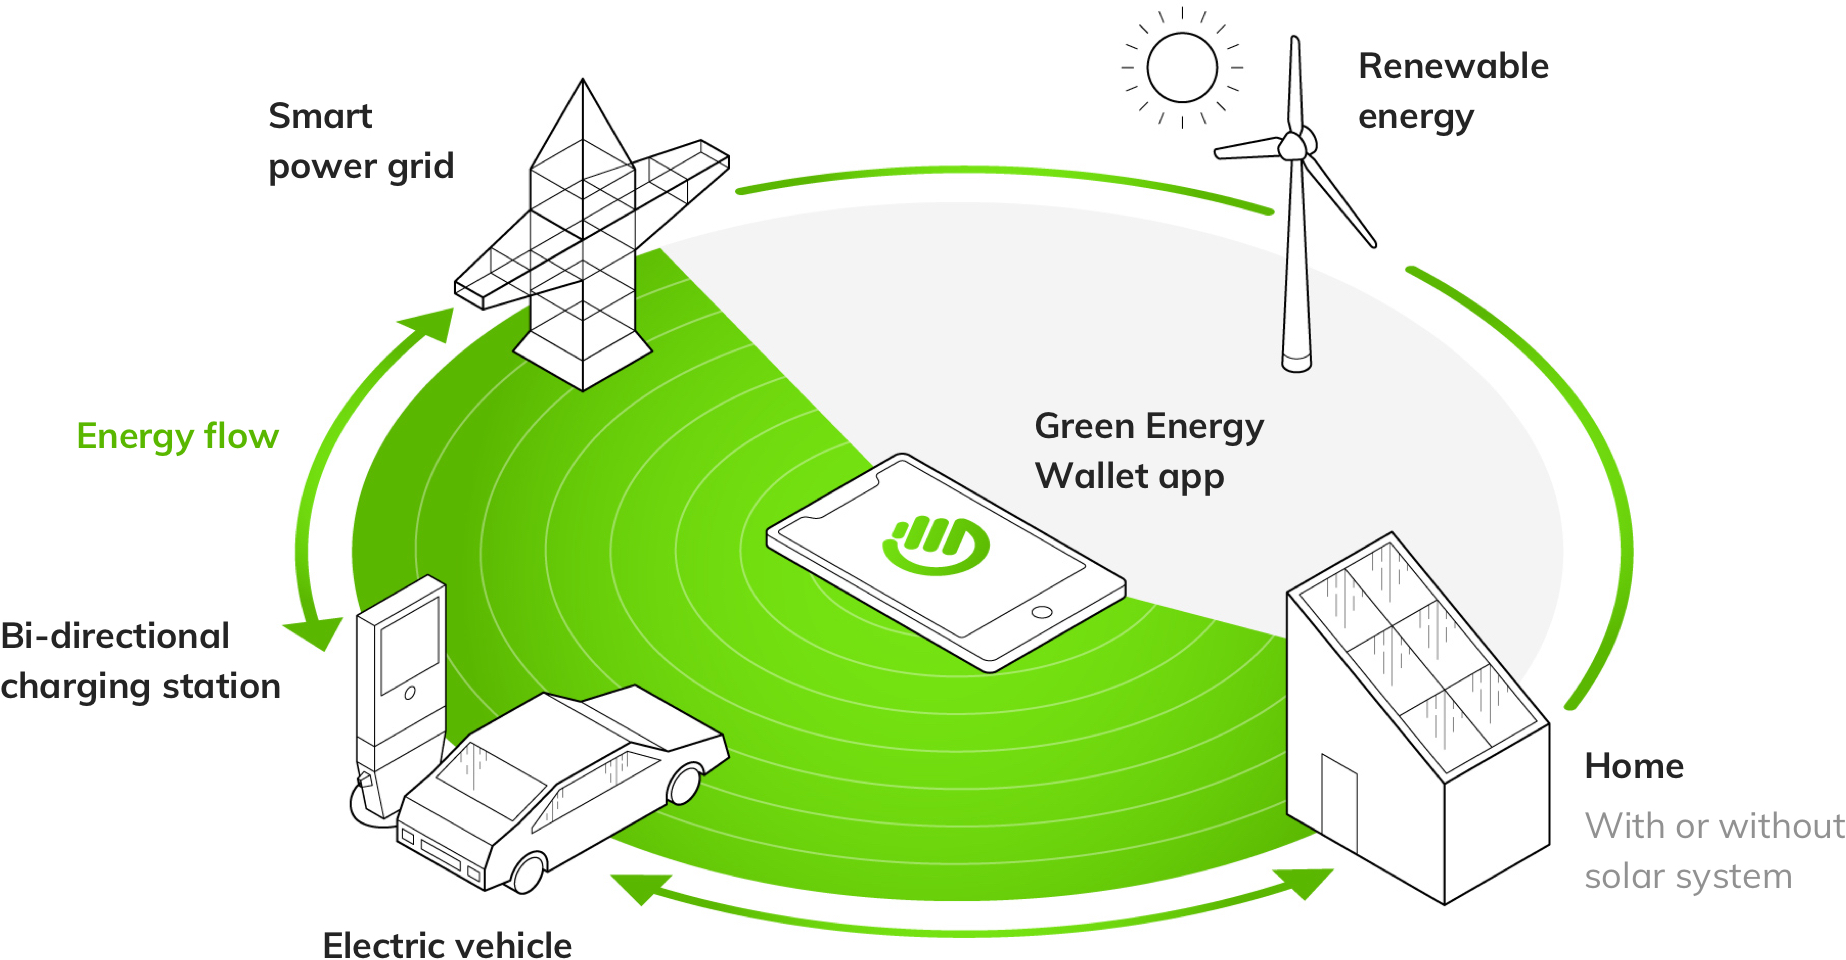 Smart
power grid
Renewable
energy
Energy flow
Green Energy
Wallet app
Bi-directional
charging station
Home
With or without
solar system
Electric vehicle